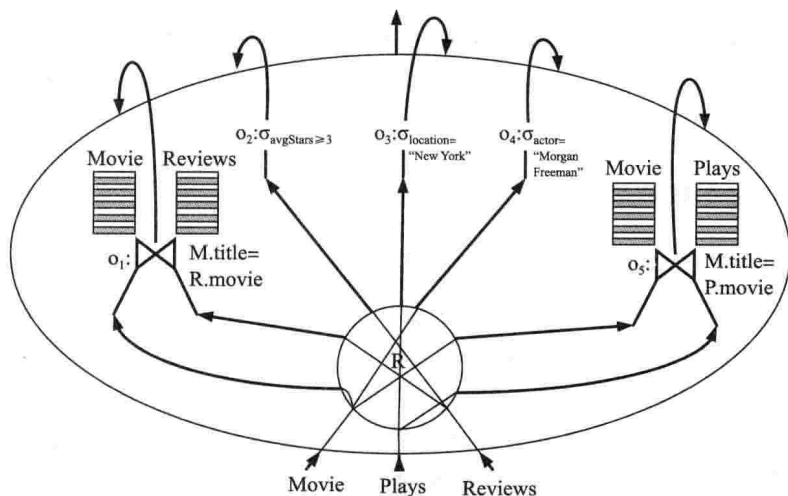 o₂:σavgStars≥3
o₃:σlocation=
"New York"
o₄:σactor=
"Morgan
Freeman"
Movie
Reviews
Movie
Plays
o₁:
M.title=
R.movie
o₅:
M.title=
P.movie
R
Movie
Plays
Reviews